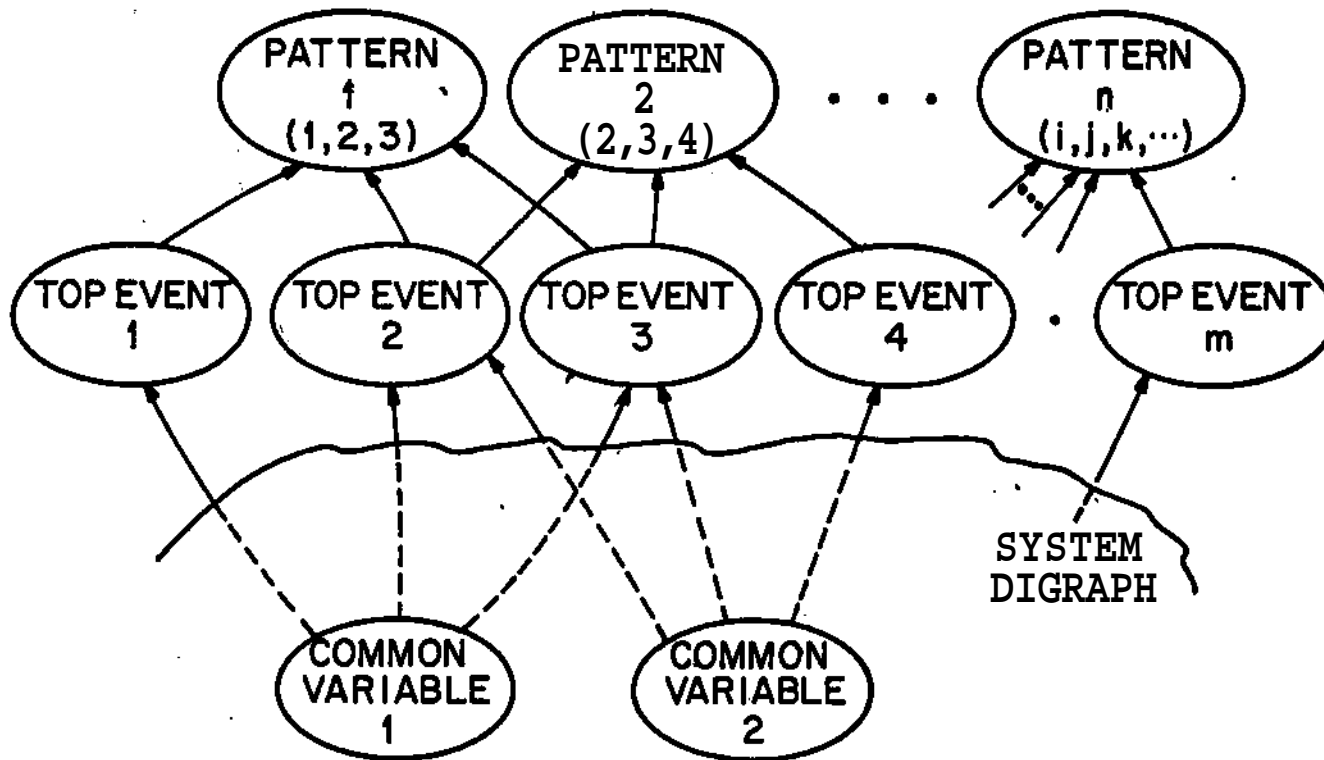 PATTERN
1
(1,2,3)
PATTERN
2
(2,3,4)
PATTERN
n
(i,j,k,···)
TOP EVENT
1
TOP EVENT
2
TOP EVENT
3
TOP EVENT
4
TOP EVENT
m
SYSTEM
DIGRAPH
COMMON
VARIABLE
1
COMMON
VARIABLE
2